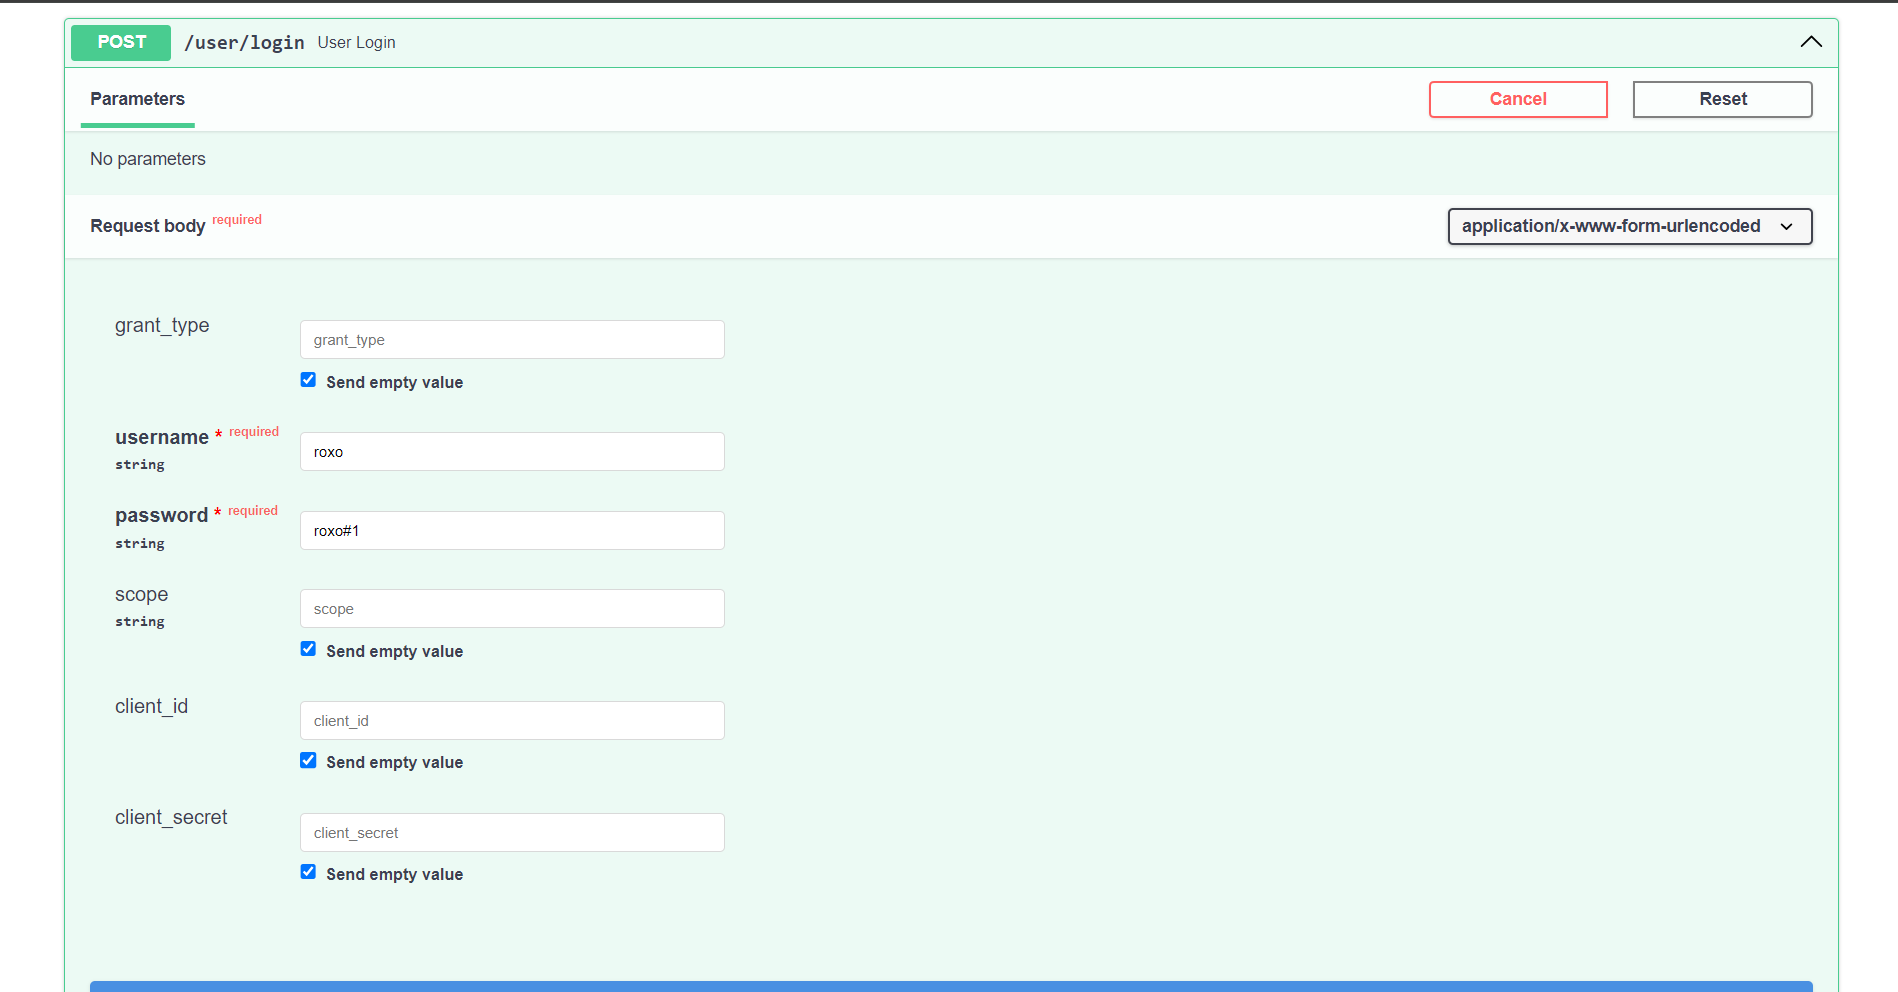 POST /user/login User Login
Parameters
Cancel
Reset
No parameters
Request body required
application/x-www-form-urlencoded
grant_type
grant_type
Send empty value
username * required
string
roxo
password * required
string
roxo#1
scope
string
scope
Send empty value
client_id
client_id
Send empty value
client_secret
client_secret
Send empty value